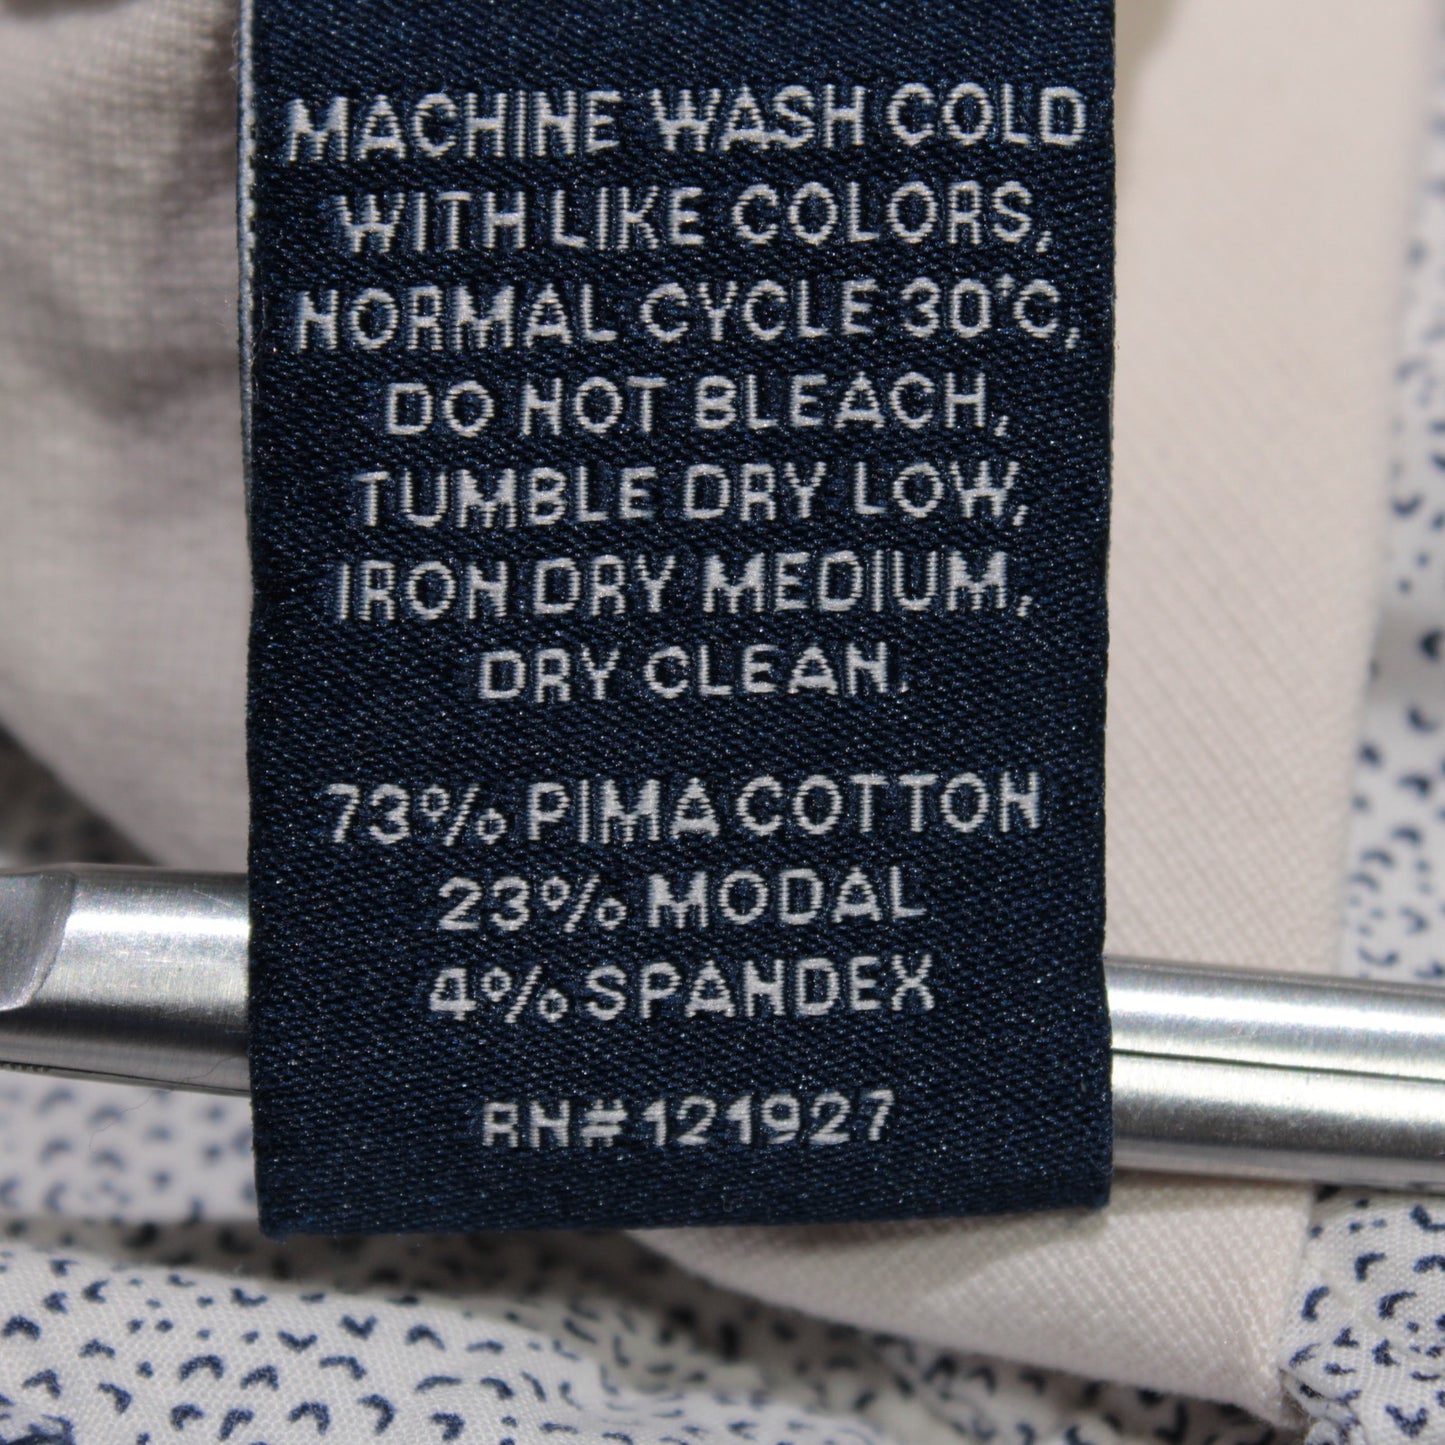 MACHINE WASH COLD
WITH LIKE COLORS,
NORMAL CYCLE 30°C,
DO NOT BLEACH,
TUMBLE DRY LOW,
IRON DRY MEDIUM,
DRY CLEAN.
73% PIMA COTTON
23% MODAL
4% SPANDEX
RN#121927